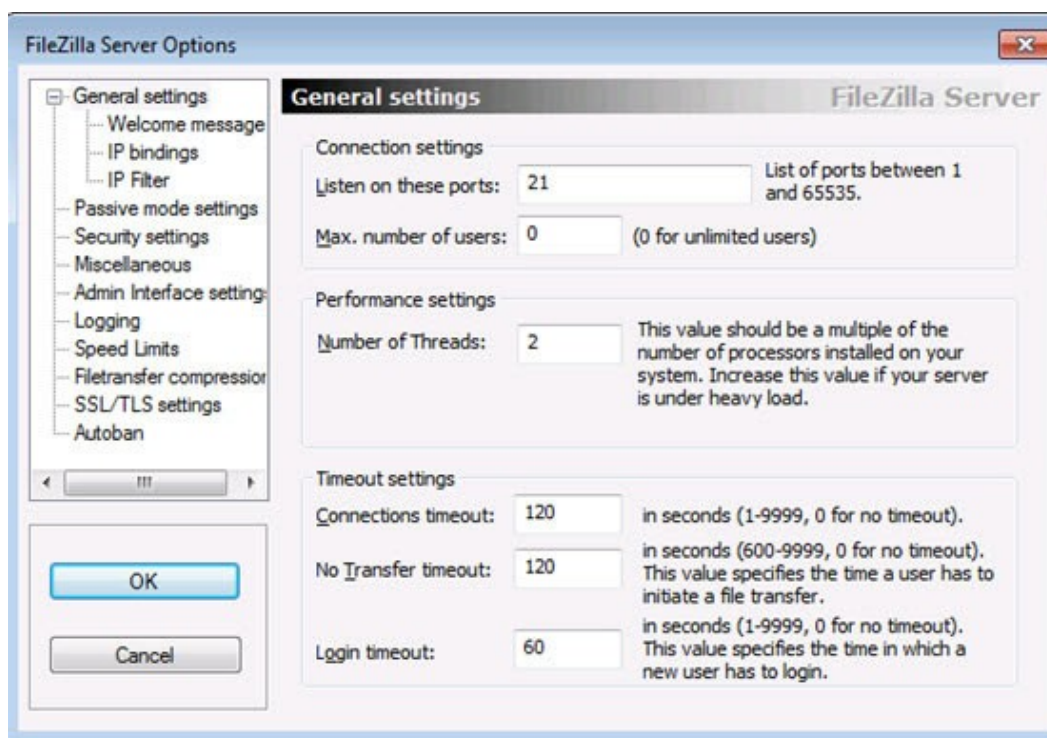 FileZilla Server Options
General settings
Welcome message
IP bindings
IP Filter
Passive mode settings
Security settings
Miscellaneous
Admin Interface setting
Logging
Speed Limits
Filetransfer compression
SSL/TLS settings
Autoban
OK
Cancel
General settings
FileZilla Server
Connection settings
Listen on these ports: 21 List of ports between 1
and 65535.
Max. number of users: 0 (0 for unlimited users)
Performance settings
Number of Threads: 2 This value should be a multiple of the
number of processors installed on your
system. Increase this value if your server
is under heavy load.
Timeout settings
Connections timeout: 120 in seconds (1-9999, 0 for no timeout).
No Transfer timeout: 120 in seconds (600-9999, 0 for no timeout).
This value specifies the time a user has to
initiate a file transfer.
Login timeout: 60 in seconds (1-9999, 0 for no timeout).
This value specifies the time in which a
new user has to login.